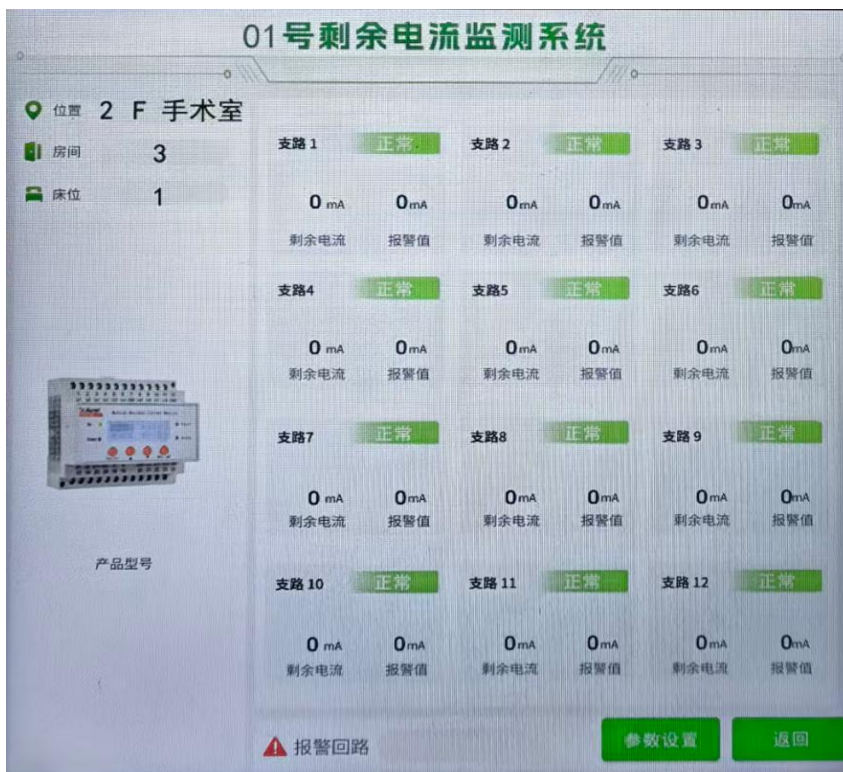 01号剩余电流监测系统
位置 2 F 手术室
房间 3
床位 1
产品型号
支路 1 正常 支路 2 正常 支路 3 正常
0 mA 0mA 0mA 0mA 0mA 0mA
剩余电流 报警值 剩余电流 报警值 剩余电流 报警值
支路4 正常 支路5 正常 支路6 正常
0 mA 0mA 0mA 0mA 0mA 0mA
剩余电流 报警值 剩余电流 报警值 剩余电流 报警值
支路7 正常 支路8 正常 支路 9 正常
0 mA 0mA 0mA 0mA 0mA 0mA
剩余电流 报警值 剩余电流 报警值 剩余电流 报警值
支路 10 正常 支路 11 正常 支路 12 正常
0 mA 0mA 0mA 0mA 0mA 0mA
剩余电流 报警值 剩余电流 报警值 剩余电流 报警值
报警回路 参数设置 返回